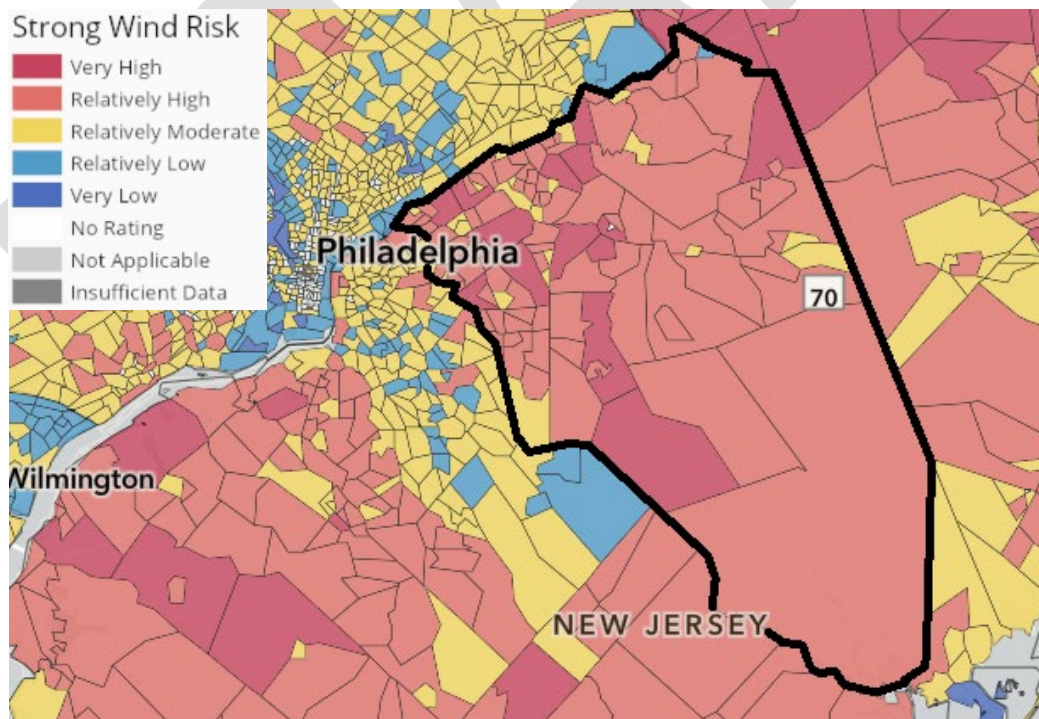 Strong Wind Risk
Very High
Relatively High
Relatively Moderate
Relatively Low
Very Low
No Rating
Not Applicable
Insufficient Data
Philadelphia
70
Wilmington
NEW JERSEY